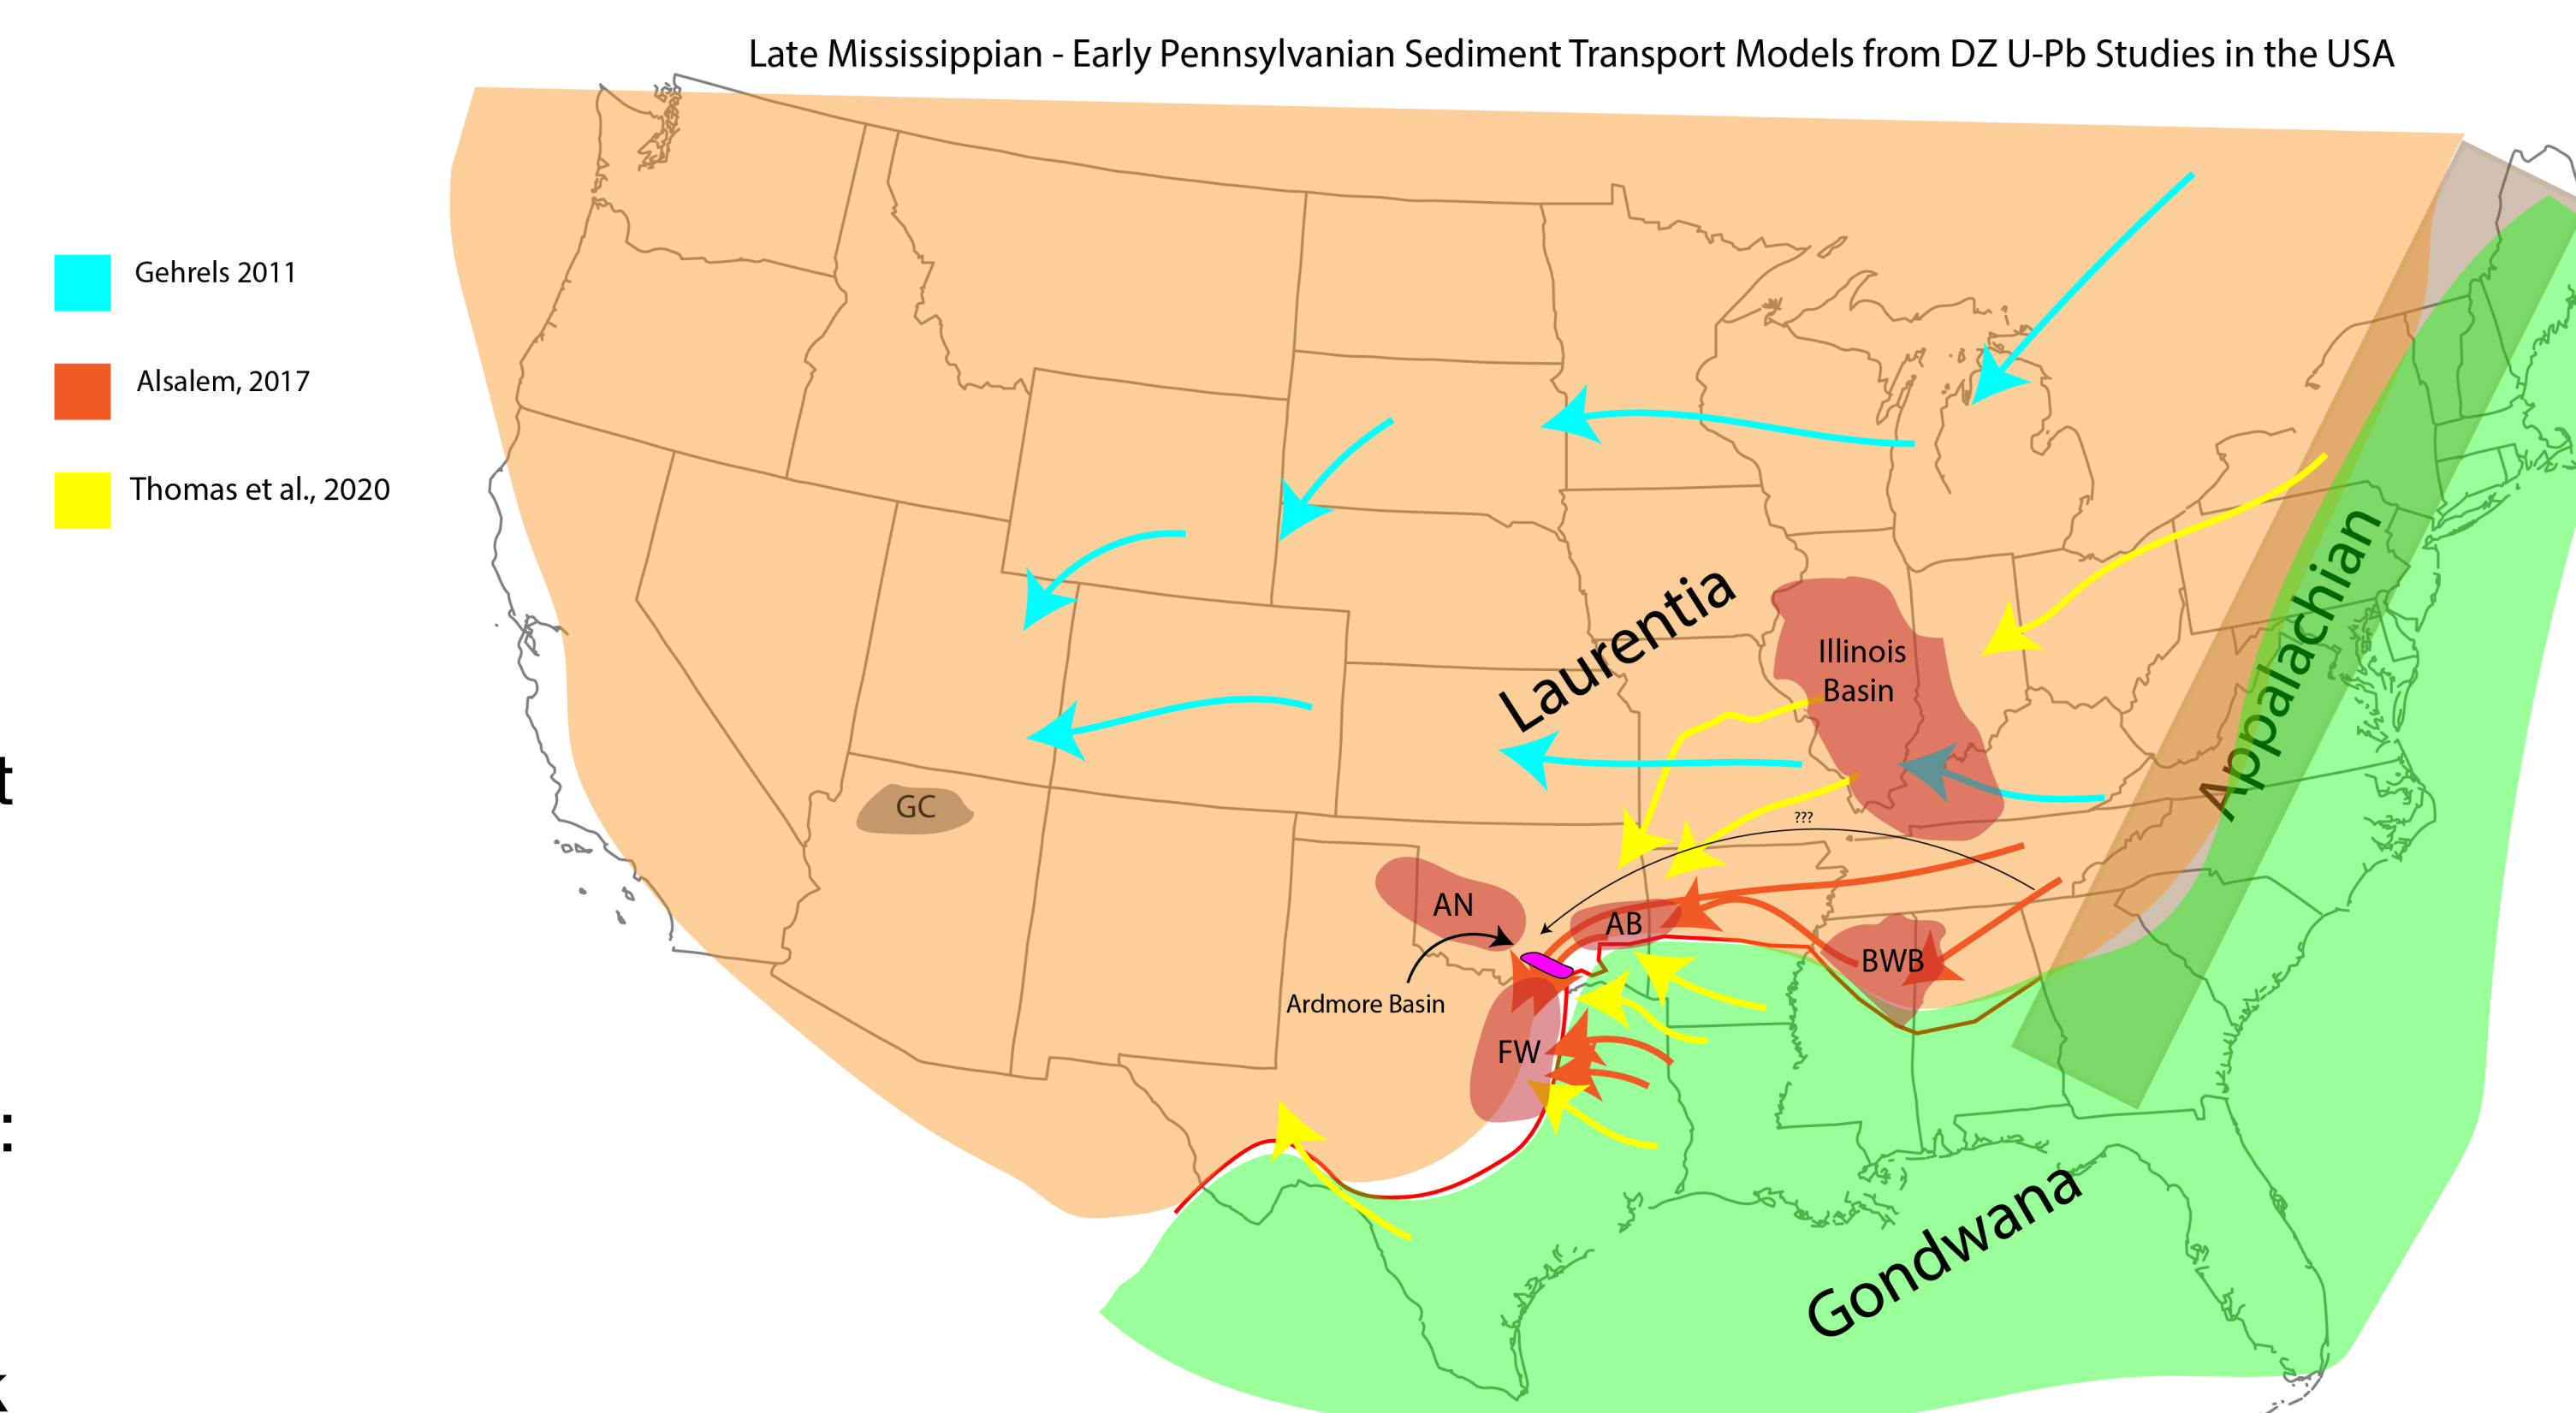 Late Mississippian - Early Pennsylvanian Sediment Transport Models from DZ U-Pb Studies in the USA
Gehrels 2011
Alsalem, 2017
Thomas et al., 2020
t
:
Laurentia
Illinois
Basin
Appalachian
GC
???
AN
AB
BWB
Ardmore Basin
FW
Gondwana